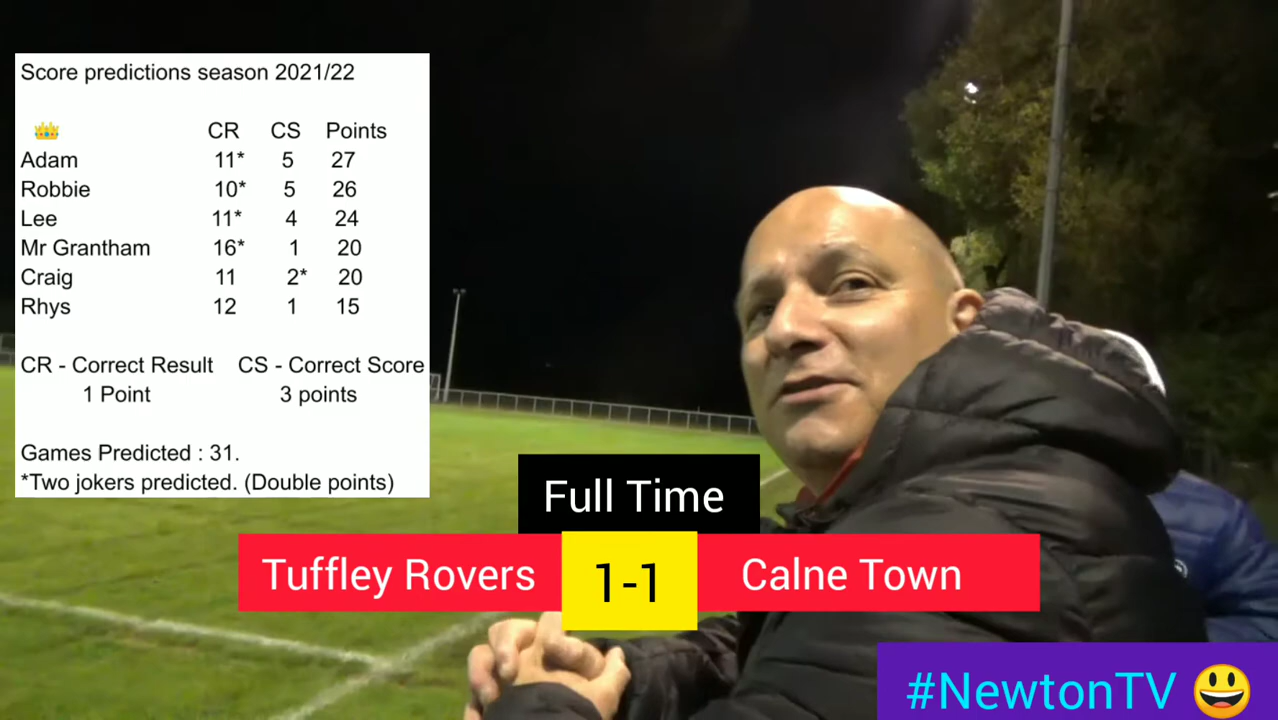 Score predictions season 2021/22
👑 CR CS Points
Adam 11* 5 27
Robbie 10* 5 26
Lee 11* 4 24
Mr Grantham 16* 1 20
Craig 11 2* 20
Rhys 12 1 15
CR - Correct Result CS - Correct Score
1 Point 3 points
Games Predicted : 31.
*Two jokers predicted. (Double points)
Full Time
Tuffley Rovers 1-1 Calne Town
#NewtonTV 😃